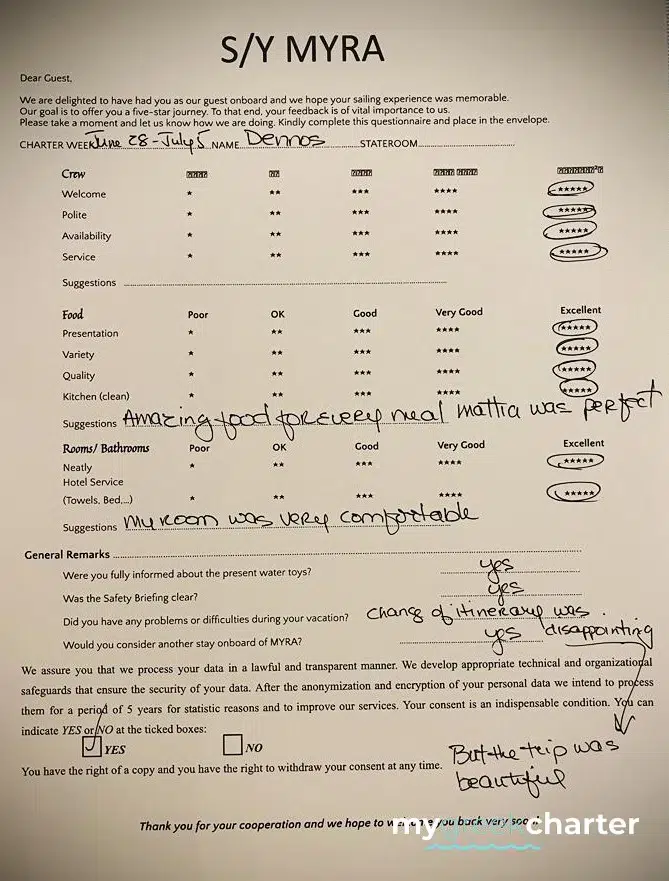 S/Y MYRA
Dear Guest,
We are delighted to have had you as our guest onboard and we hope your sailing experience was memorable.
Our goal is to offer you a five-star journey. To that end, your feedback is of vital importance to us.
Please take a moment and let us know how we are doing. Kindly complete this questionnaire and place in the envelope.
CHARTER WEEK June 28-July 5 NAME Demos STATEROOM
Crew
Welcome * ** *** **** *****
Polite * ** *** **** *****
Availability * ** *** **** *****
Service * ** *** **** *****
Suggestions
Food Poor OK Good Very Good Excellent
Presentation * ** *** **** *****
Variety * ** *** **** *****
Quality * ** *** **** *****
Kitchen (clean) * ** *** **** *****
Suggestions Amazing food for every meal mattia was perfect
Rooms/ Bathrooms Poor OK Good Very Good Excellent
Neatly * ** *** **** *****
Hotel Service
(Towels, Bed,...) * ** *** **** *****
Suggestions my room was very comfortable
General Remarks
Were you fully informed about the present water toys? yes
Was the Safety Briefing clear? yes
Did you have any problems or difficulties during your vacation? change of itinerary was disappointing
Would you consider another stay onboard of MYRA? yes
We assure you that we process your data in a lawful and transparent manner. We develop appropriate technical and organizational
safeguards that ensure the security of your data. After the anonymization and encryption of your personal data we intend to process
them for a period of 5 years for statistic reasons and to improve our services. Your consent is an indispensable condition. You can
indicate YES or NO at the ticked boxes:
YES NO
But the trip was
beautiful
You have the right of a copy and you have the right to withdraw your consent at any time.
Thank you for your cooperation and we hope to welcome you back very soon!
mygreekcharter